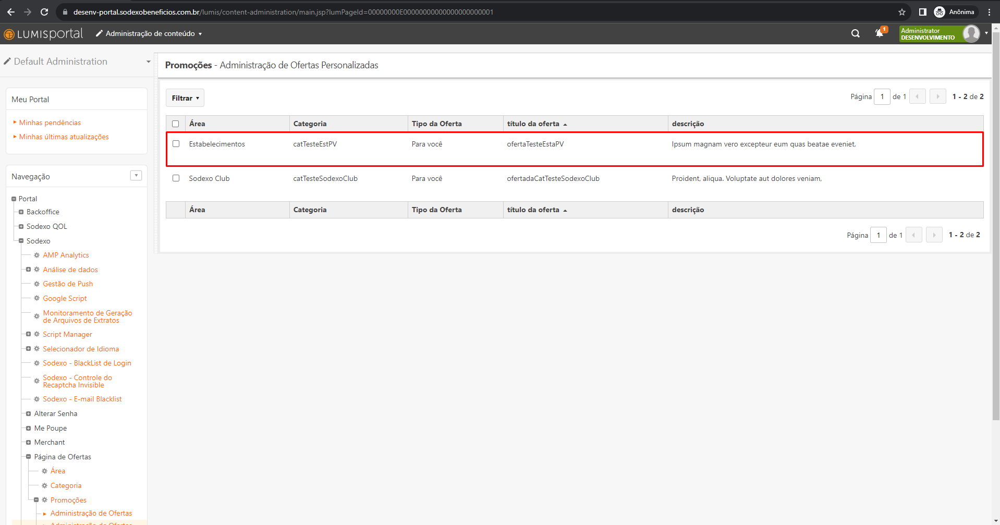 desenv-portal.sodexobeneficios.com.br/lumis/content-administration/main.jsp?lumPageId=00000000E00000000000000000000001
Anônima
LUMISportal
Administração de conteúdo
1
Administrator
DESENVOLVIMENTO
Default Administration
Promoções - Administração de Ofertas Personalizadas
Meu Portal
Minhas pendências
Minhas últimas atualizações
Navegação
Portal
Backoffice
Sodexo QOL
Sodexo
AMP Analytics
Análise de dados
Gestão de Push
Google Script
Monitoramento de Geração
de Arquivos de Extratos
Script Manager
Selecionador de Idioma
Sodexo - BlackList de Login
Sodexo - Controle do
Recaptcha Invisible
Sodexo - E-mail Blacklist
Alterar Senha
Me Poupe
Merchant
Página de Ofertas
Área
Categoria
Promoções
Administração de Ofertas
Administração de Ofertas
Filtrar
Página 1 de 1 1 - 2 de 2
Área Categoria Tipo da Oferta título da oferta descrição
Estabelecimentos catTesteEstPV Para você ofertaTesteEstaPV Ipsum magnam vero excepteur eum quas beatae eveniet,
Sodexo Club catTesteSodexoClub Para você ofertadaCatTesteSodexoClub Proident, aliqua. Voluptate aut dolores veniam,
Área Categoria Tipo da Oferta título da oferta descrição
Página 1 de 1 1 - 2 de 2